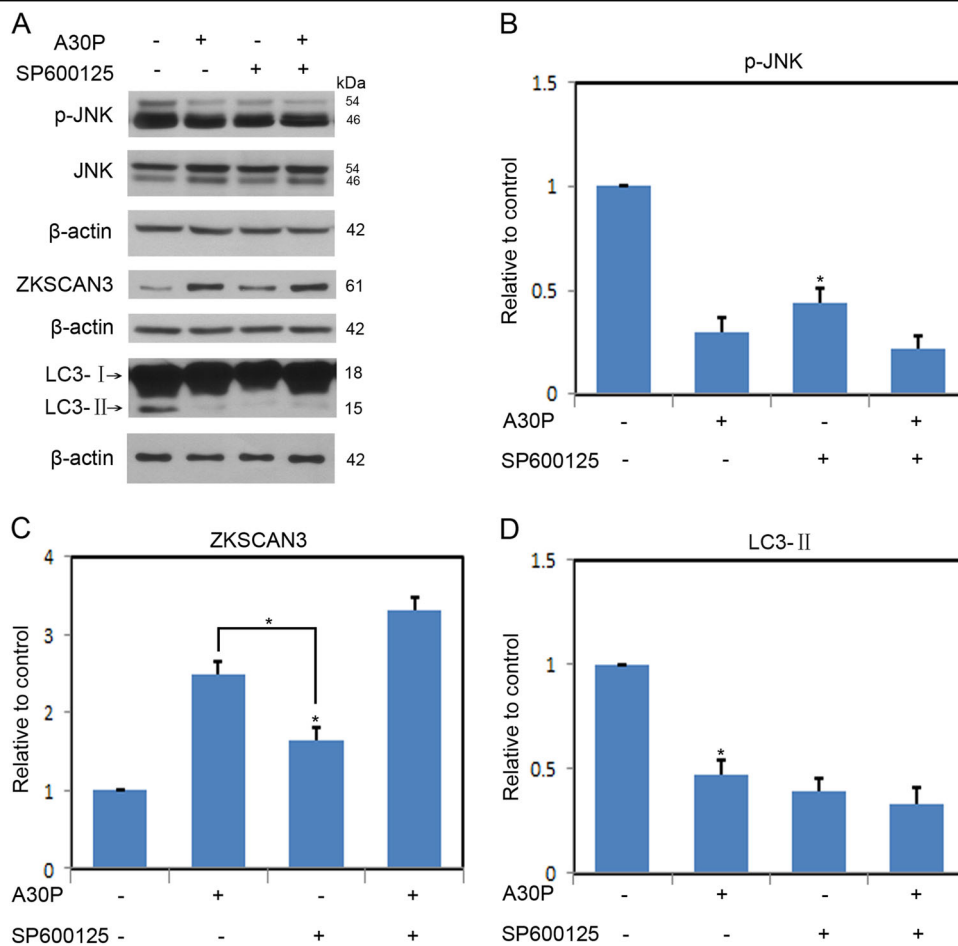 A
A30P - + - +
SP600125 - - + +
kDa
p-JNK 54
46
JNK 54
46
β-actin 42
ZKSCAN3 61
β-actin 42
LC3- Ⅰ→ 18
LC3- Ⅱ→ 15
β-actin 42
B
p-JNK
Relative to control
1.5
1
0.5
0
*
A30P - + - +
SP600125 - - + +
C
ZKSCAN3
Relative to control
4
3
2
1
0
*
*
A30P - + - +
SP600125 - - + +
D
LC3- Ⅱ
Relative to control
1.5
1
0.5
0
*
A30P - + - +
SP600125 - - + +